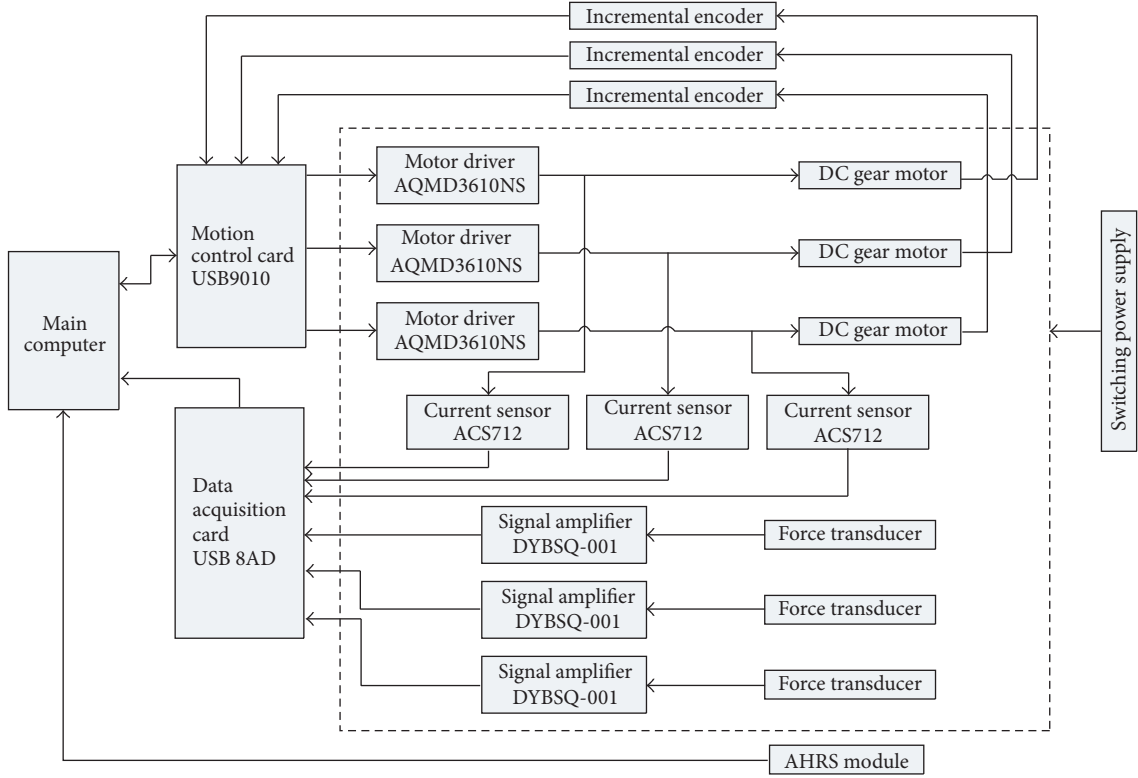 Incremental encoder
Incremental encoder
Incremental encoder
Motor driver
AQMD3610NS
DC gear motor
Motor driver
AQMD3610NS
DC gear motor
Motor driver
AQMD3610NS
DC gear motor
Motion
control card
USB9010
Main
computer
Switching power supply
Current sensor
ACS712
Current sensor
ACS712
Current sensor
ACS712
Data
acquisition
card
USB 8AD
Signal amplifier
DYBSQ-001
Force transducer
Signal amplifier
DYBSQ-001
Force transducer
Signal amplifier
DYBSQ-001
Force transducer
AHRS module